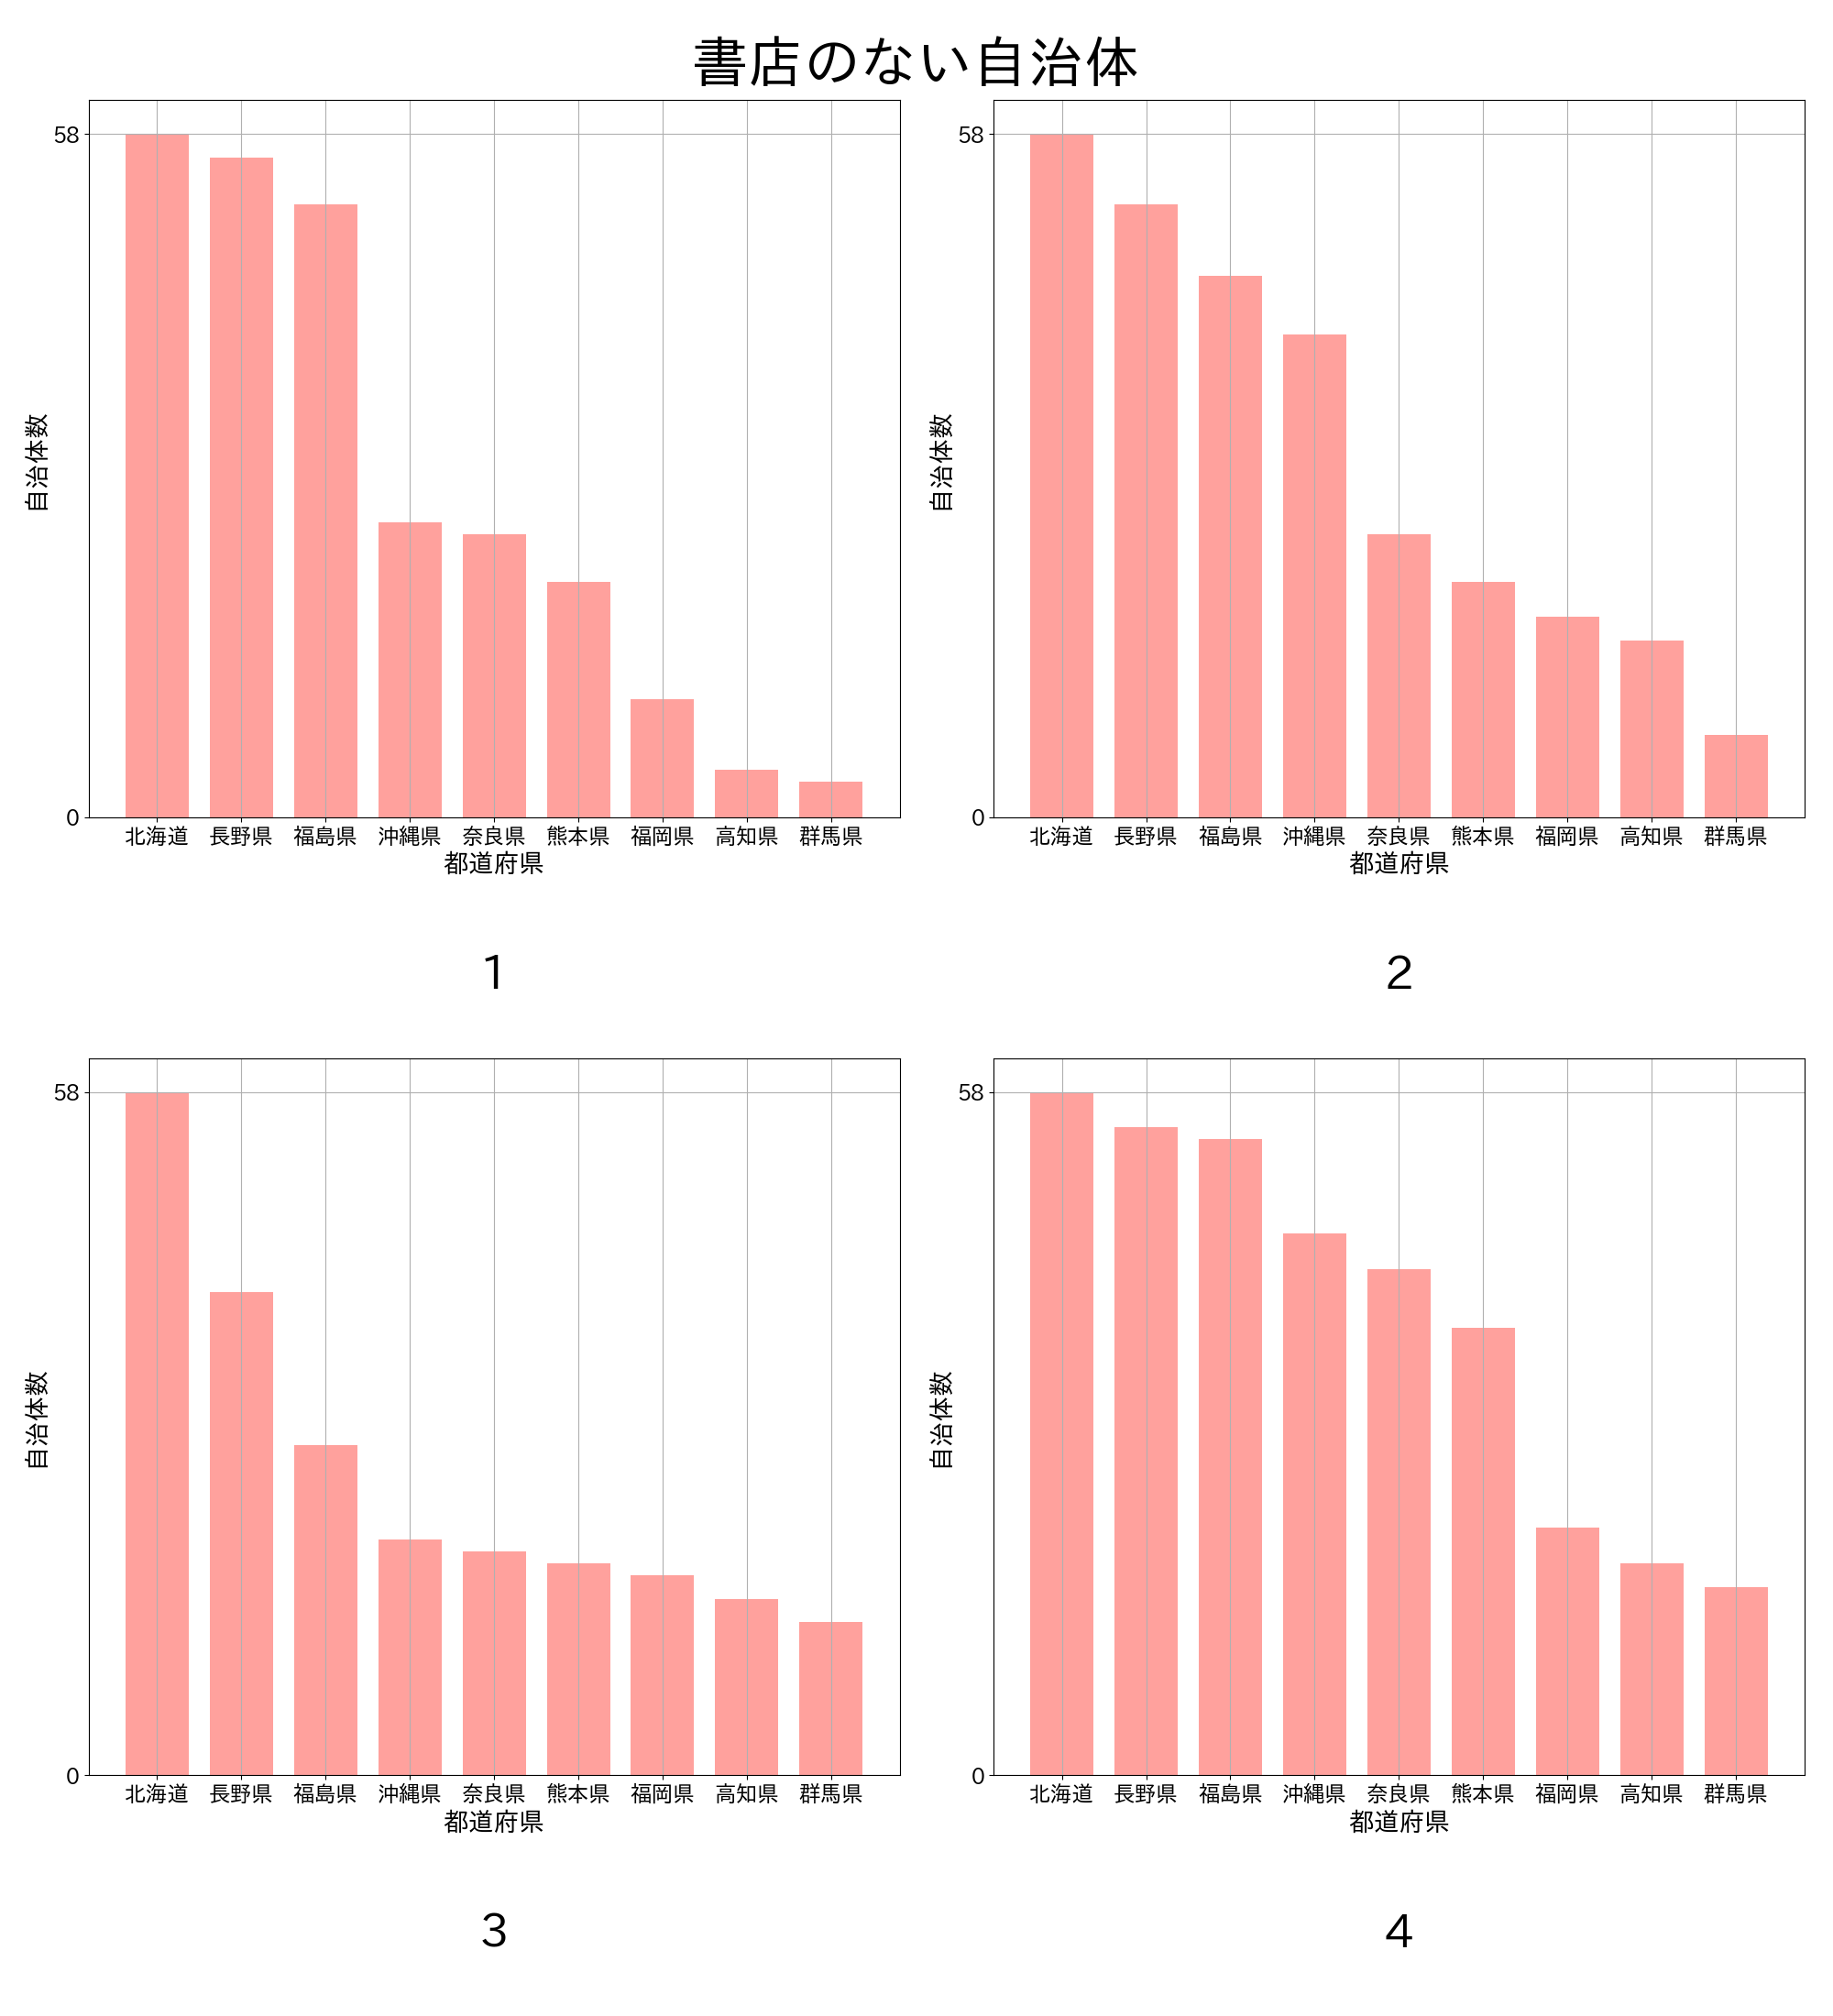 書店のない自治体
58
0
自治体数
北海道 長野県 福島県 沖縄県 奈良県 熊本県 福岡県 高知県 群馬県
都道府県
1
58
0
自治体数
北海道 長野県 福島県 沖縄県 奈良県 熊本県 福岡県 高知県 群馬県
都道府県
2
58
0
自治体数
北海道 長野県 福島県 沖縄県 奈良県 熊本県 福岡県 高知県 群馬県
都道府県
3
58
0
自治体数
北海道 長野県 福島県 沖縄県 奈良県 熊本県 福岡県 高知県 群馬県
都道府県
4